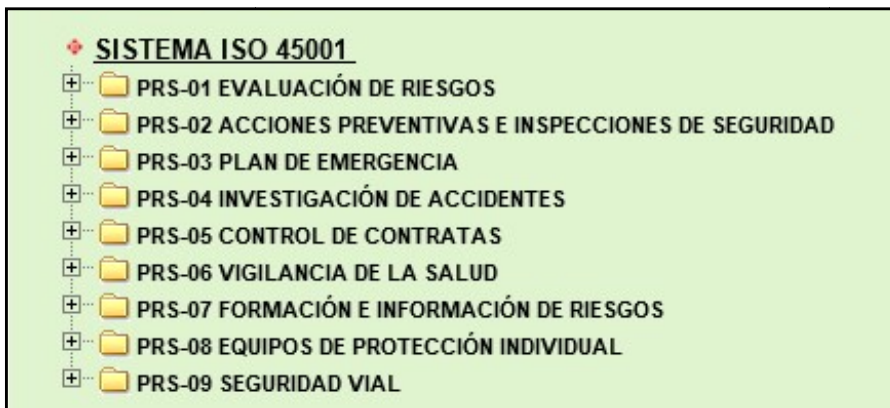 SISTEMA ISO 45001
PRS-01 EVALUACIÓN DE RIESGOS
PRS-02 ACCIONES PREVENTIVAS E INSPECCIONES DE SEGURIDAD
PRS-03 PLAN DE EMERGENCIA
PRS-04 INVESTIGACIÓN DE ACCIDENTES
PRS-05 CONTROL DE CONTRATAS
PRS-06 VIGILANCIA DE LA SALUD
PRS-07 FORMACIÓN E INFORMACIÓN DE RIESGOS
PRS-08 EQUIPOS DE PROTECCIÓN INDIVIDUAL
PRS-09 SEGURIDAD VIAL